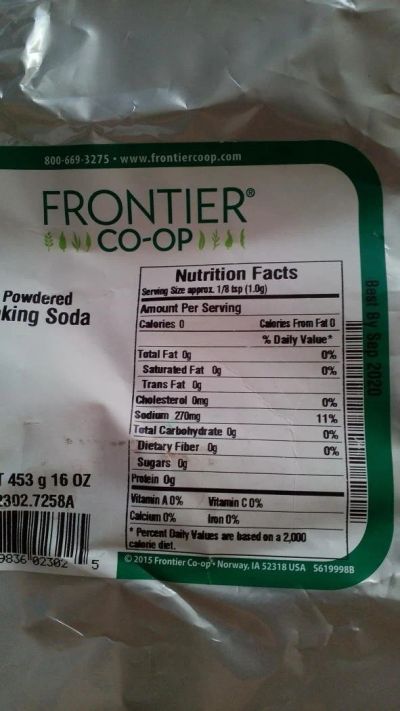 800-669-3275 • www.frontiercoop.com
FRONTIER®
CO-OP
Powdered
king Soda
T 453 g 16 OZ
2302.7258A
9836 02302 5
Nutrition Facts
Serving Size approx. 1/8 tsp (1.0g)
Amount Per Serving
Calories 0 Calories From Fat 0
% Daily Value*
Total Fat 0g 0%
Saturated Fat 0g 0%
Trans Fat 0g
Cholesterol 0mg 0%
Sodium 270mg 11%
Total Carbohydrate 0g 0%
Dietary Fiber 0g 0%
Sugars 0g
Protein 0g
Vitamin A 0% Vitamin C 0%
Calcium 0% Iron 0%
* Percent Daily Values are based on a 2,000
calorie diet.
©2015 Frontier Co-op • Norway, IA 52318 USA 5619998B
Best By Sep 2020